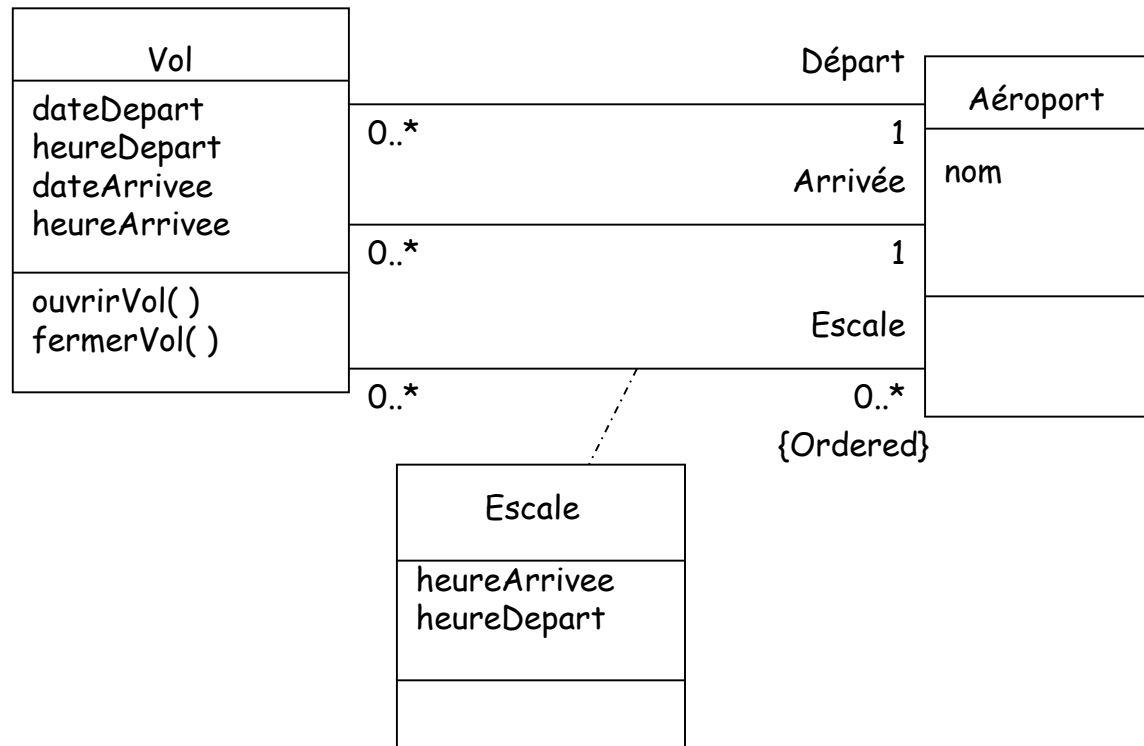 Vol
dateDepart
heureDepart
dateArrivee
heureArrivee
ouvrirVol( )
fermerVol( )
Départ
0..*
1
Arrivée
0..*
1
Escale
0..*
0..*
{Ordered}
Aéroport
nom
Escale
heureArrivee
heureDepart